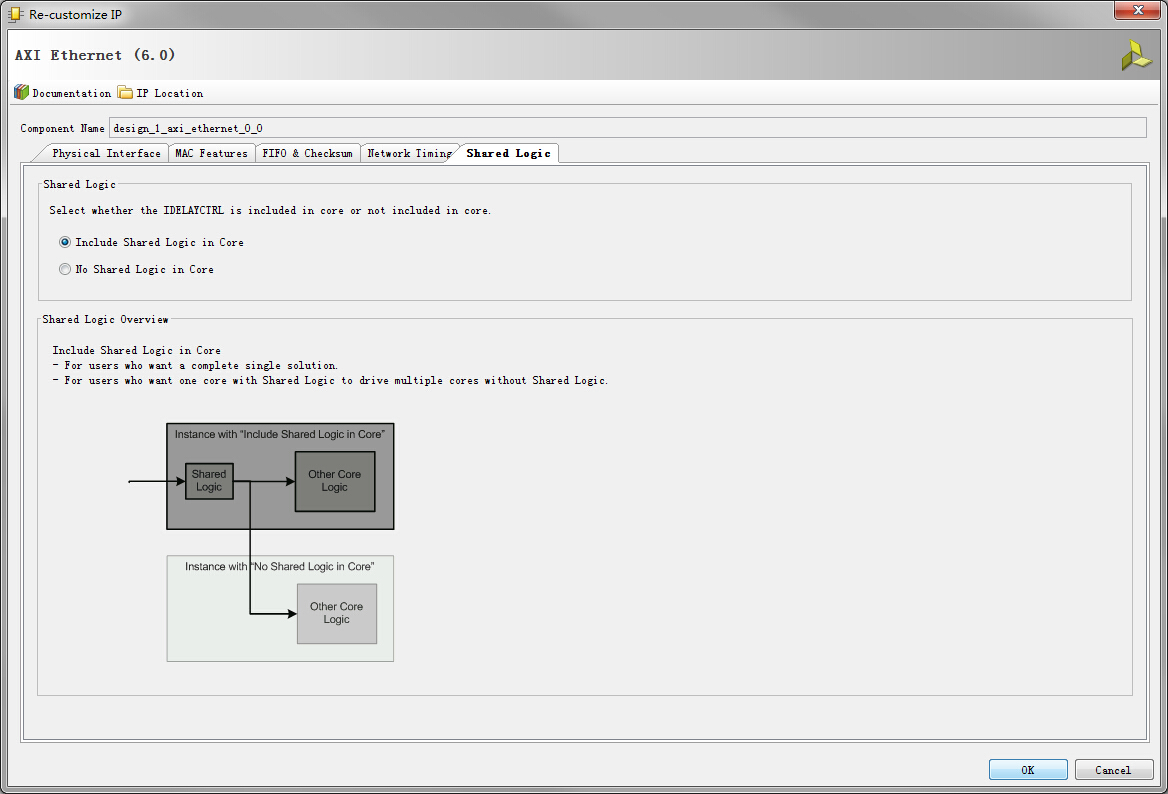 Re-customize IP
AXI Ethernet (6.0)
Documentation IP Location
Component Name design_1_axi_ethernet_0_0
Physical Interface MAC Features FIFO & Checksum Network Timing Shared Logic
Shared Logic
Select whether the IDELAYCTRL is included in core or not included in core.
Include Shared Logic in Core
No Shared Logic in Core
Shared Logic Overview
Include Shared Logic in Core
- For users who want a complete single solution.
- For users who want one core with Shared Logic to drive multiple cores without Shared Logic.
Instance with “Include Shared Logic in Core”
Shared
Logic
Other Core
Logic
Instance with “No Shared Logic in Core”
Other Core
Logic
OK Cancel